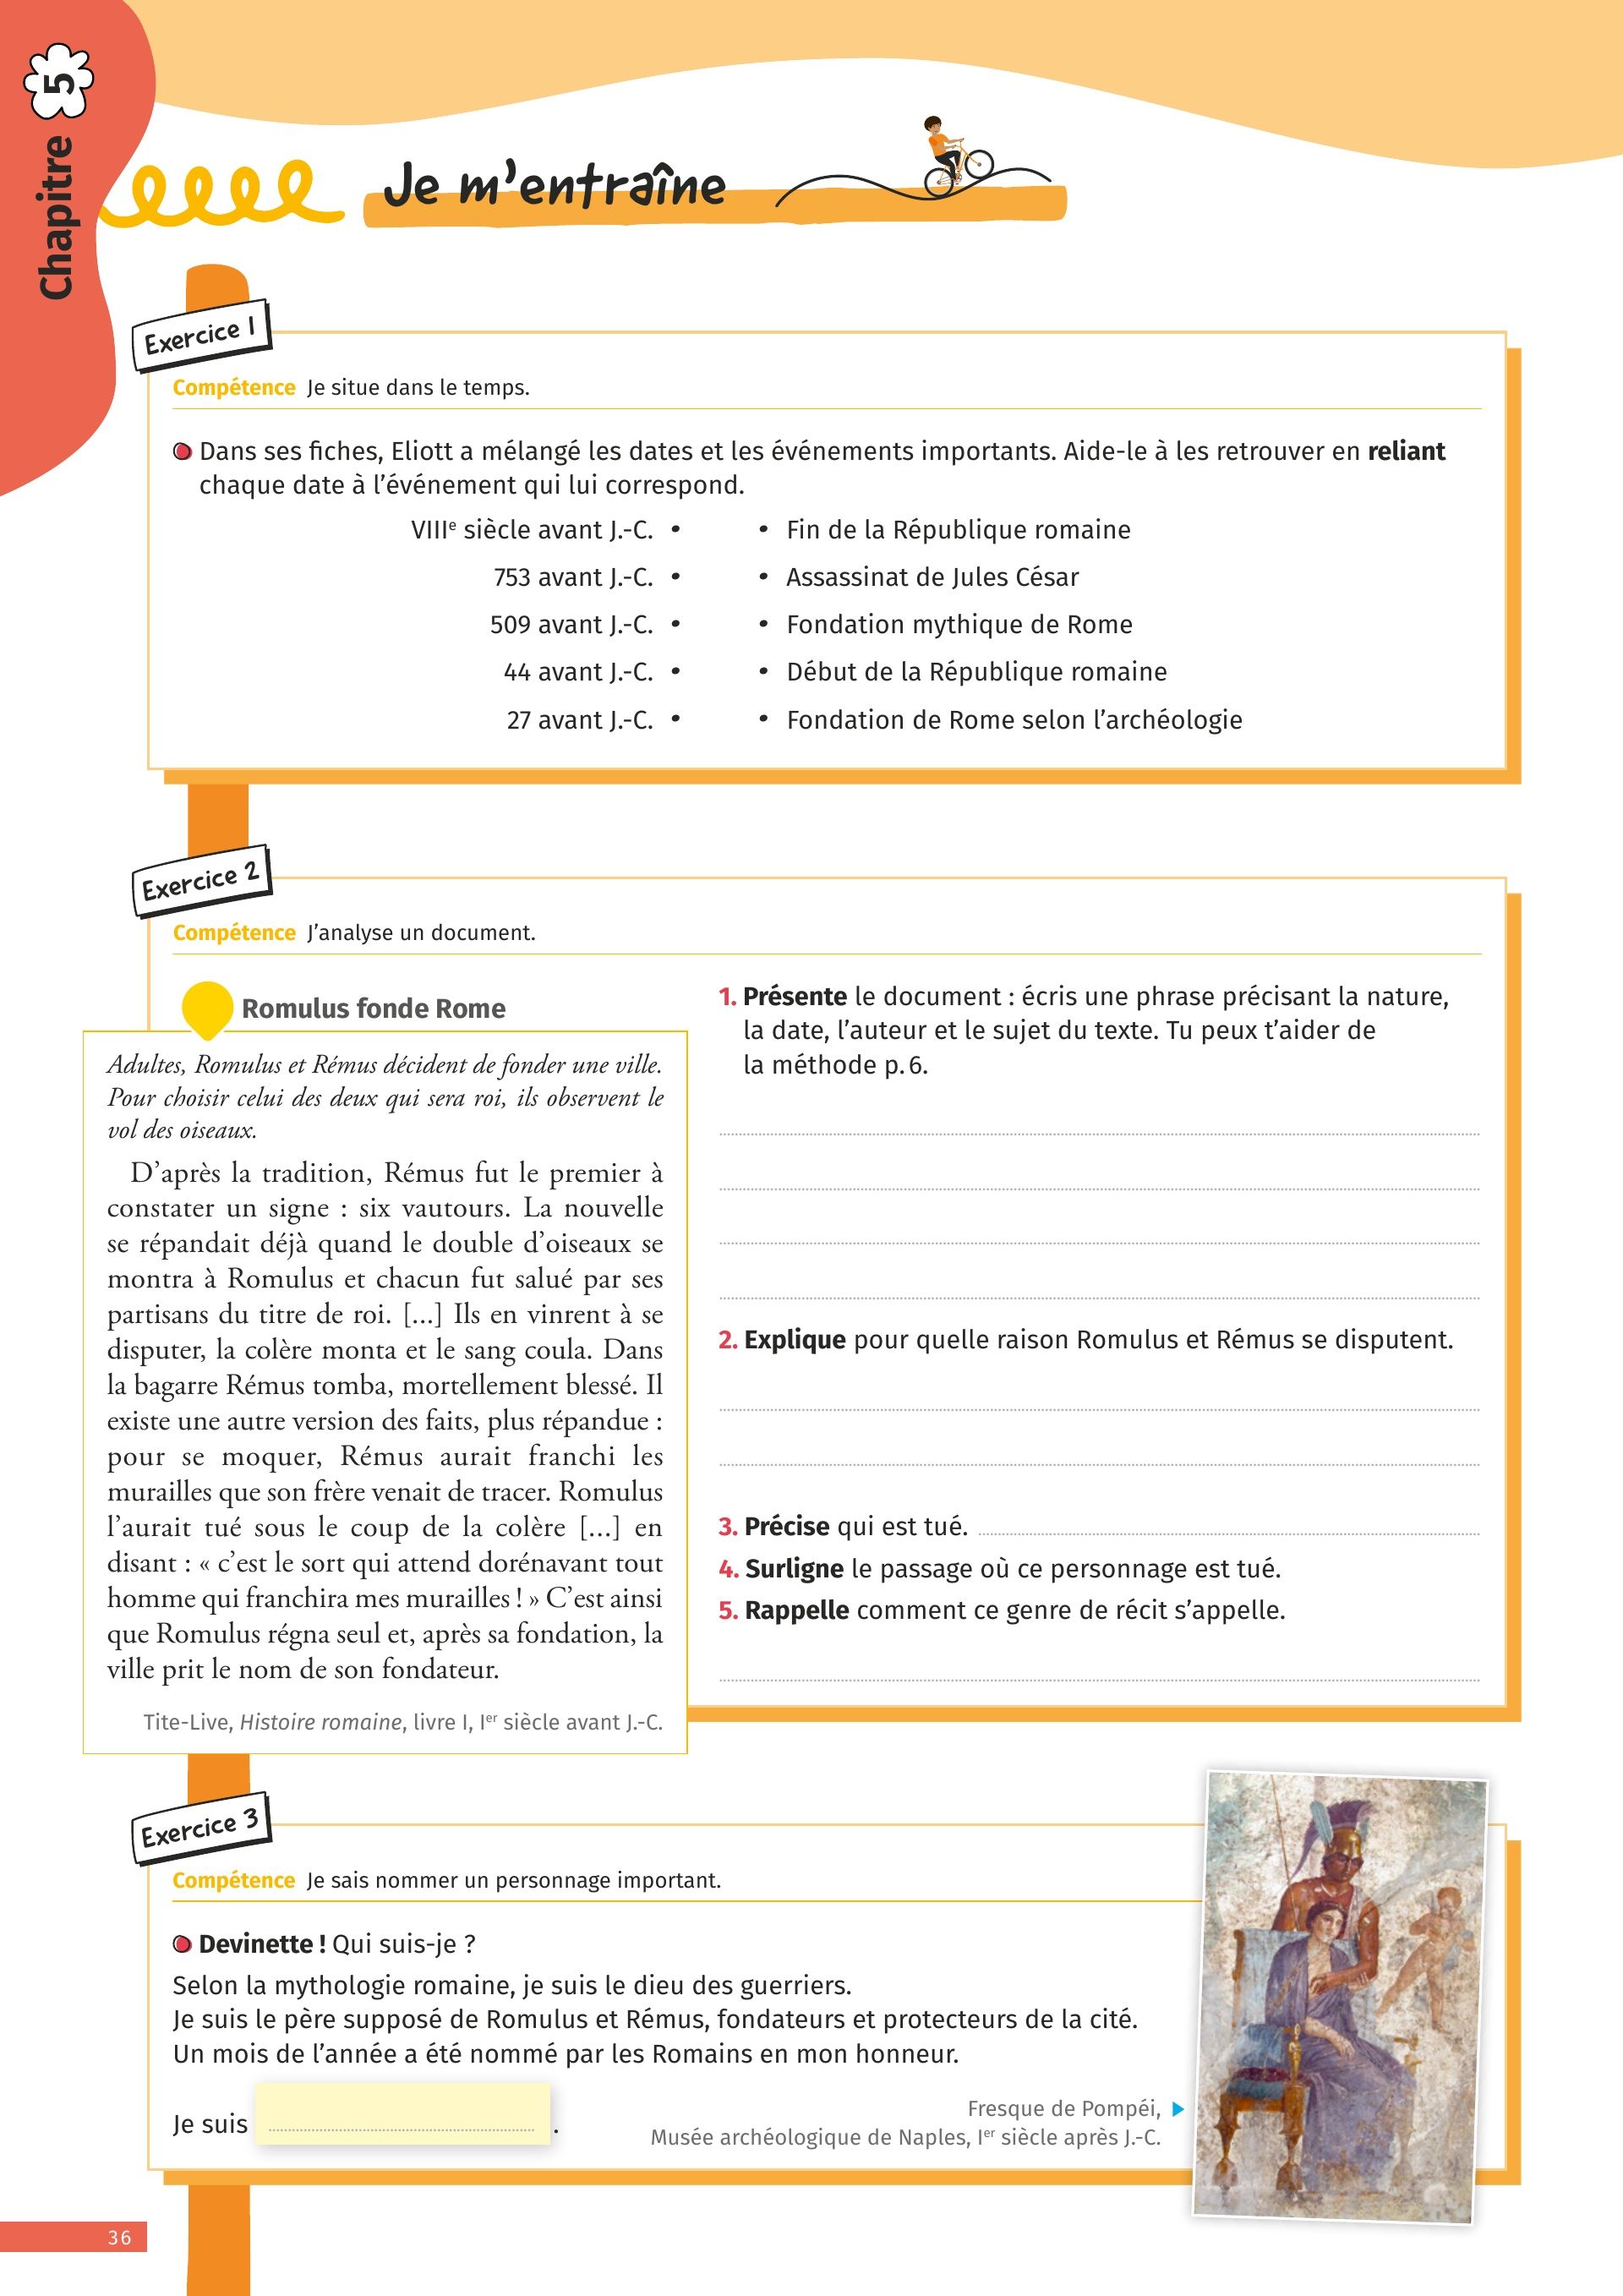 Chapitre 5
Je m'entraîne
Exercice 1
Compétence Je situe dans le temps.
Dans ses fiches, Eliott a mélangé les dates et les événements importants. Aide-le à les retrouver en reliant
chaque date à l'événement qui lui correspond.
VIIIe siècle avant J.-C. • • Fin de la République romaine
753 avant J.-C. • • Assassinat de Jules César
509 avant J.-C. • • Fondation mythique de Rome
44 avant J.-C. • • Début de la République romaine
27 avant J.-C. • • Fondation de Rome selon l'archéologie
Exercice 2
Compétence J'analyse un document.
Romulus fonde Rome
Adultes, Romulus et Rémus décident de fonder une ville.
Pour choisir celui des deux qui sera roi, ils observent le
vol des oiseaux.
D'après la tradition, Rémus fut le premier à
constater un signe : six vautours. La nouvelle
se répandait déjà quand le double d'oiseaux se
montra à Romulus et chacun fut salué par ses
partisans du titre de roi. [...] Ils en vinrent à se
disputer, la colère monta et le sang coula. Dans
la bagarre Rémus tomba, mortellement blessé. Il
existe une autre version des faits, plus répandue :
pour se moquer, Rémus aurait franchi les
murailles que son frère venait de tracer. Romulus
l'aurait tué sous le coup de la colère [...] en
disant : « c'est le sort qui attend dorénavant tout
homme qui franchira mes murailles ! » C'est ainsi
que Romulus régna seul et, après sa fondation, la
ville prit le nom de son fondateur.
Tite-Live, Histoire romaine, livre I, Ier siècle avant J.-C.
1. Présente le document : écris une phrase précisant la nature,
la date, l'auteur et le sujet du texte. Tu peux t'aider de
la méthode p. 6.
2. Explique pour quelle raison Romulus et Rémus se disputent.
3. Précise qui est tué.
4. Surligne le passage où ce personnage est tué.
5. Rappelle comment ce genre de récit s'appelle.
Exercice 3
Compétence Je sais nommer un personnage important.
Devinette ! Qui suis-je ?
Selon la mythologie romaine, je suis le dieu des guerriers.
Je suis le père supposé de Romulus et Rémus, fondateurs et protecteurs de la cité.
Un mois de l'année a été nommé par les Romains en mon honneur.
Je suis .
Fresque de Pompéi,
Musée archéologique de Naples, Ier siècle après J.-C.
36